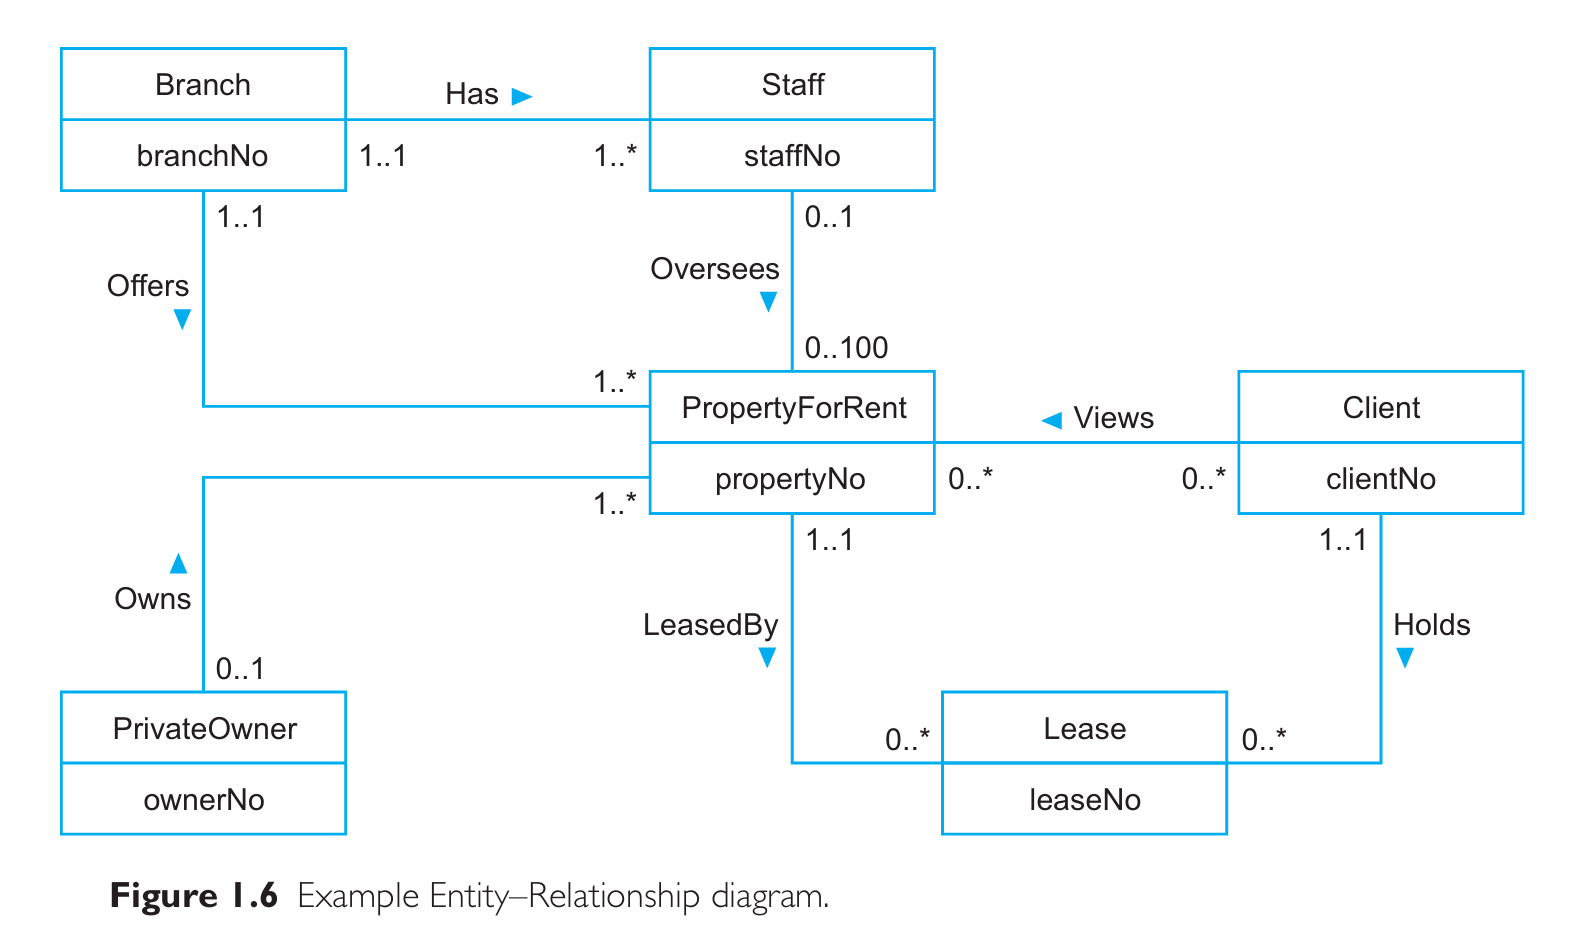 Branch
Has ►
Staff
branchNo
1..1
1..*
staffNo
1..1
0..1
Offers
▼
Oversees
▼
0..100
1..*
PropertyForRent
◄ Views
Client
propertyNo
0..*
0..*
clientNo
1..*
1..1
1..1
▲
Owns
LeasedBy
▼
Holds
▼
0..1
PrivateOwner
0..*
Lease
0..*
ownerNo
leaseNo
Figure 1.6 Example Entity–Relationship diagram.